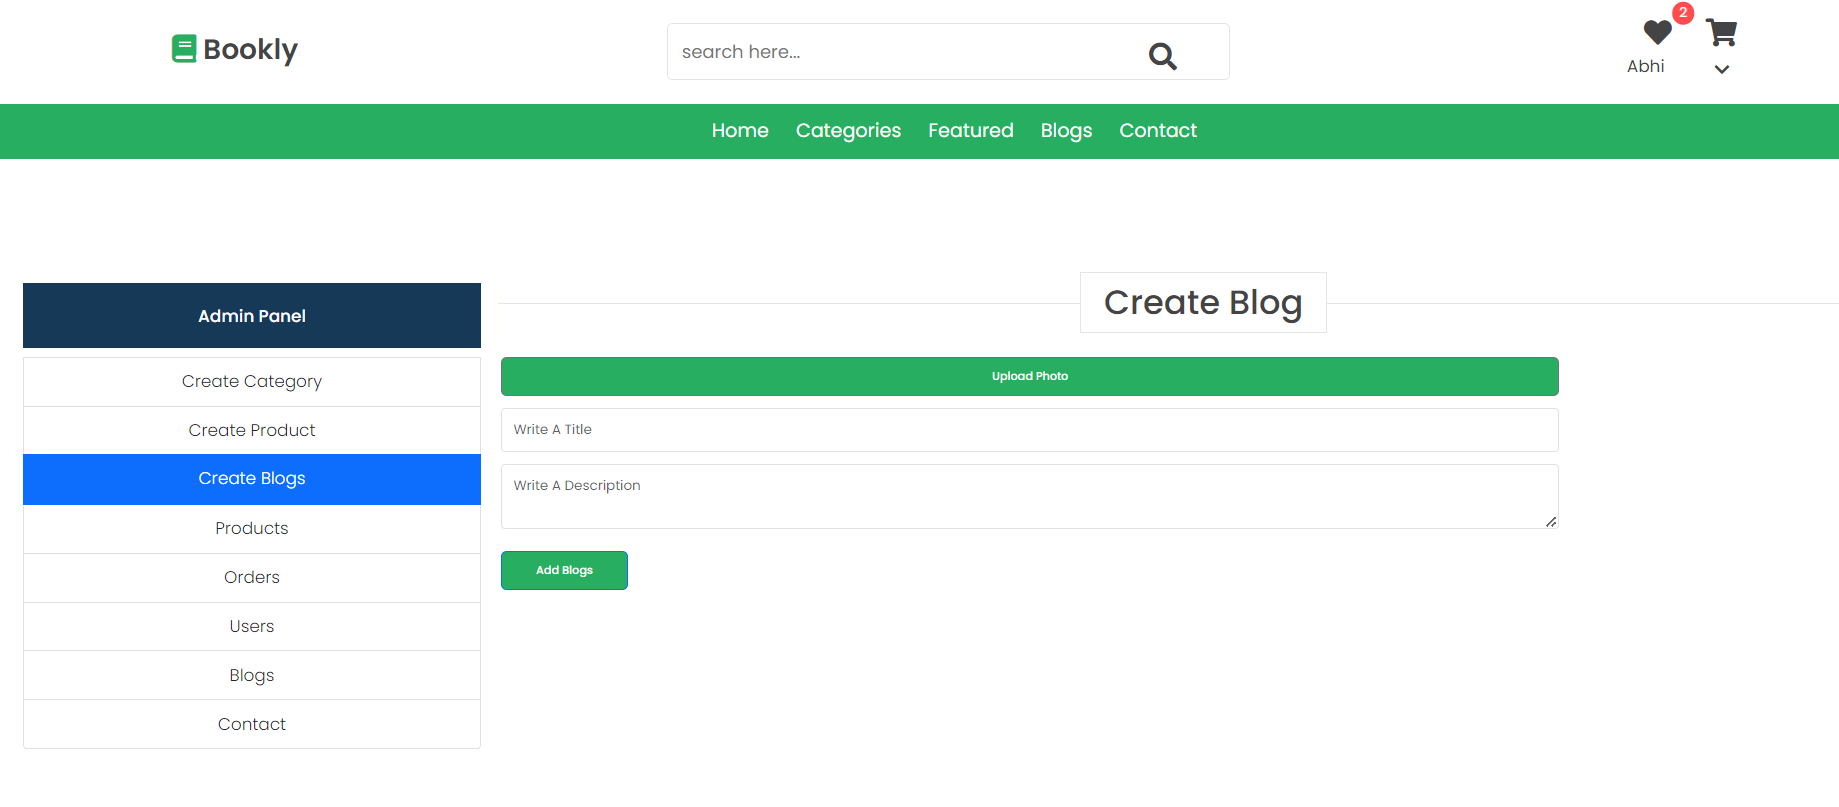 Bookly
search here...
2
Abhi
Home Categories Featured Blogs Contact
Admin Panel
Create Category
Create Product
Create Blogs
Products
Orders
Users
Blogs
Contact
Create Blog
Upload Photo
Write A Title
Write A Description
Add Blogs